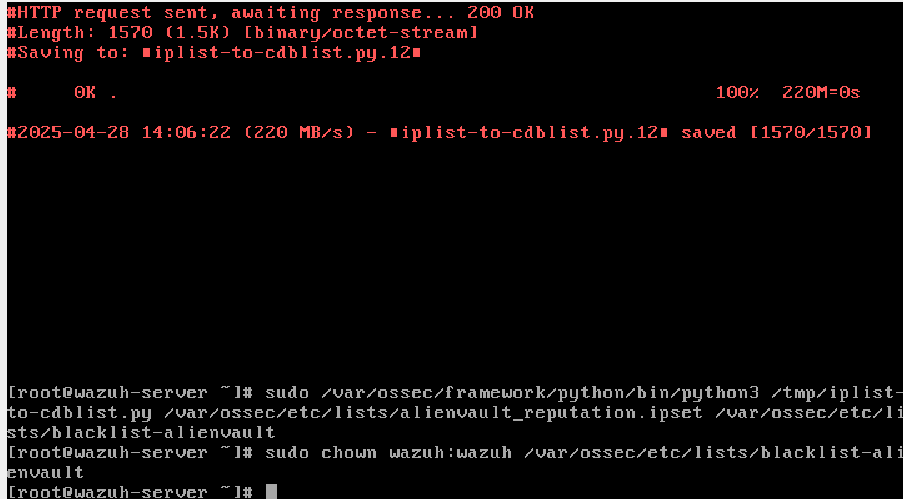 #HTTP request sent, awaiting response... 200 OK
#Length: 1570 (1.5K) [binary/octet-stream]
#Saving to: ∎iplist-to-cdblist.py.12∎
#     0K .                                                     100%  220M=0s
#2025-04-28 14:06:22 (220 MB/s) - ∎iplist-to-cdblist.py.12∎ saved [1570/1570]
[root@wazuh-server ~]# sudo /var/ossec/framework/python/bin/python3 /tmp/iplist-
to-cdblist.py /var/ossec/etc/lists/alienvault_reputation.ipset /var/ossec/etc/li
sts/blacklist-alienvault
[root@wazuh-server ~]# sudo chown wazuh:wazuh /var/ossec/etc/lists/blacklist-ali
envault
[root@wazuh-server ~]#